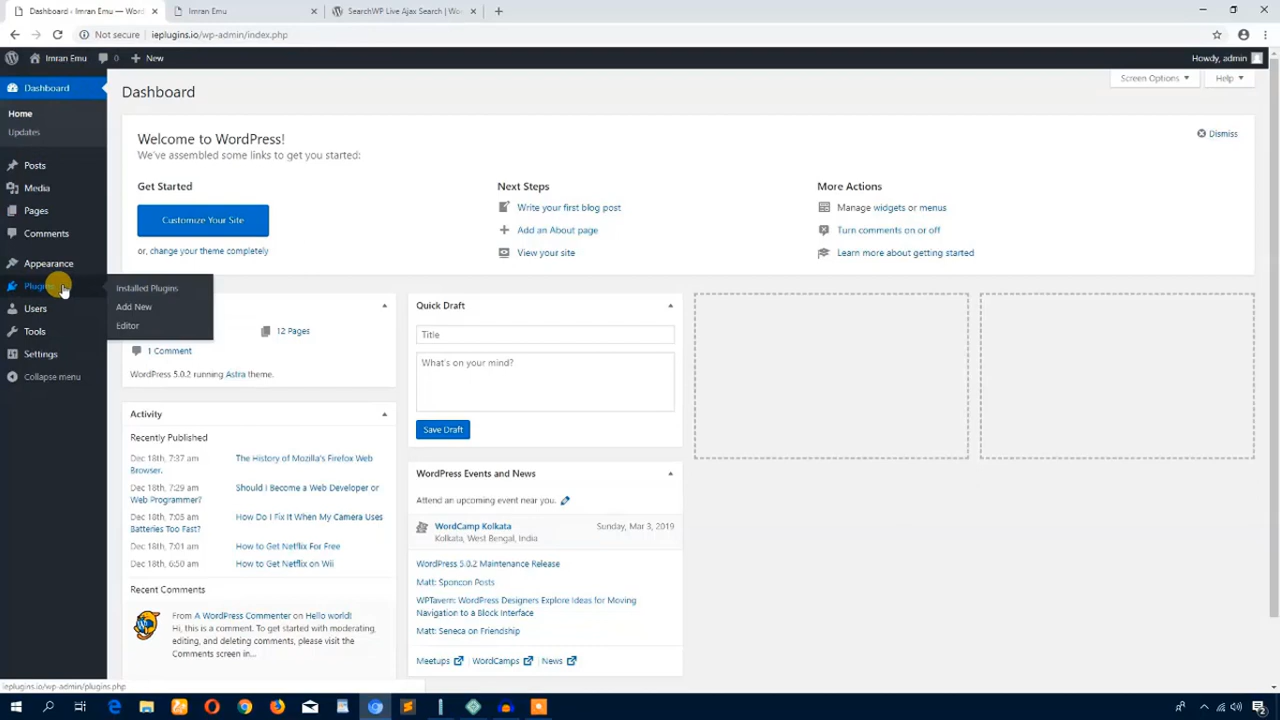 Dashboard ‹ Imran Emu — Word
Imran Emu
SearchWP Live Ajax Search | Wo
Not secure | ieplugins.io/wp-admin/index.php
Imran Emu
0
New
Howdy, admin
Dashboard
Home
Updates
Posts
Media
Pages
Comments
Appearance
Plugins
Users
Tools
Settings
Collapse menu
Installed Plugins
Add New
Editor
Dashboard
Screen Options
Help
Welcome to WordPress!
We've assembled some links to get you started:
Dismiss
Get Started
Customize Your Site
or, change your theme completely
Next Steps
Write your first blog post
Add an About page
View your site
More Actions
Manage widgets or menus
Turn comments on or off
Learn more about getting started
12 Pages
1 Comment
WordPress 5.0.2 running Astra theme.
Activity
Recently Published
Dec 18th, 7:37 am The History of Mozilla's Firefox Web
Browser.
Dec 18th, 7:29 am Should I Become a Web Developer or
Web Programmer?
Dec 18th, 7:05 am How Do I Fix It When My Camera Uses
Batteries Too Fast?
Dec 18th, 7:01 am How to Get Netflix For Free
Dec 18th, 6:50 am How to Get Netflix on Wii
Recent Comments
From A WordPress Commenter on Hello world!
Hi, this is a comment. To get started with moderating,
editing, and deleting comments, please visit the
Comments screen in...
Quick Draft
Title
What's on your mind?
Save Draft
WordPress Events and News
Attend an upcoming event near you.
WordCamp Kolkata Sunday, Mar 3, 2019
Kolkata, West Bengal, India
WordPress 5.0.2 Maintenance Release
Matt: Sponcon Posts
WPTavern: WordPress Designers Explore Ideas for Moving
Navigation to a Block Interface
Matt: Seneca on Friendship
Meetups
WordCamps
News
ieplugins.io/wp-admin/plugins.php